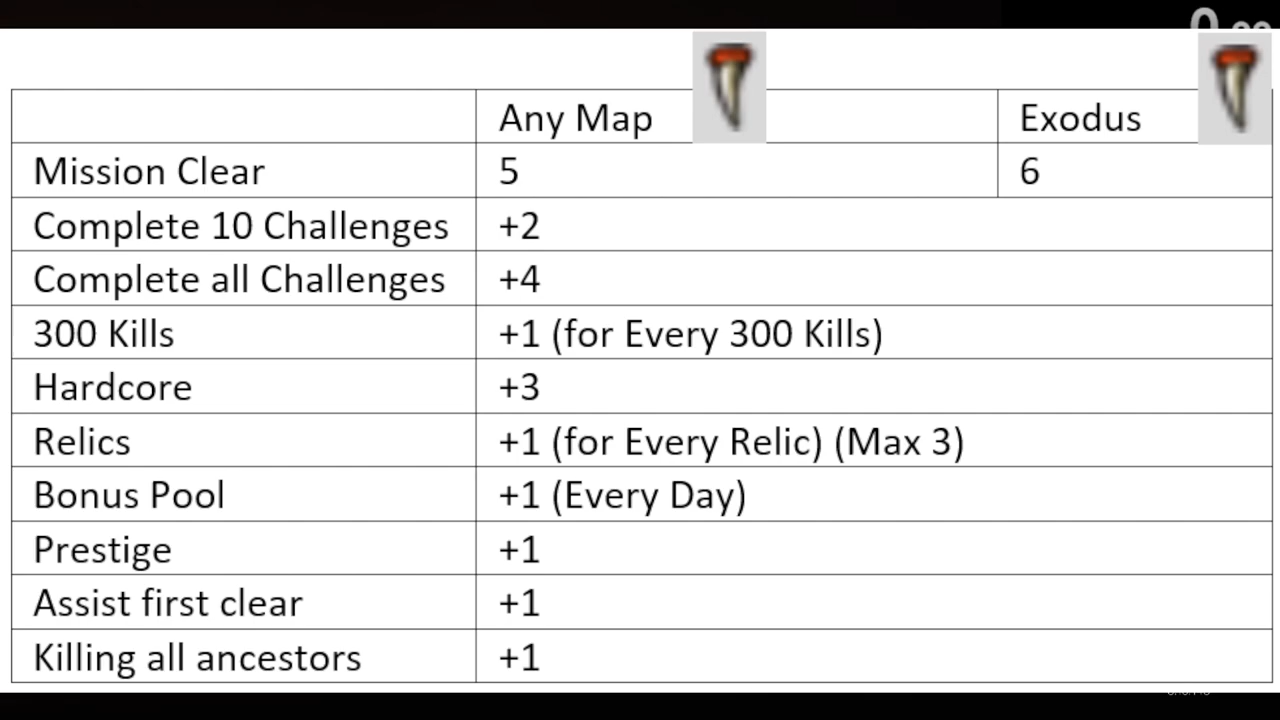 Any Map Exodus
Mission Clear 5 6
Complete 10 Challenges +2
Complete all Challenges +4
300 Kills +1 (for Every 300 Kills)
Hardcore +3
Relics +1 (for Every Relic) (Max 3)
Bonus Pool +1 (Every Day)
Prestige +1
Assist first clear +1
Killing all ancestors +1